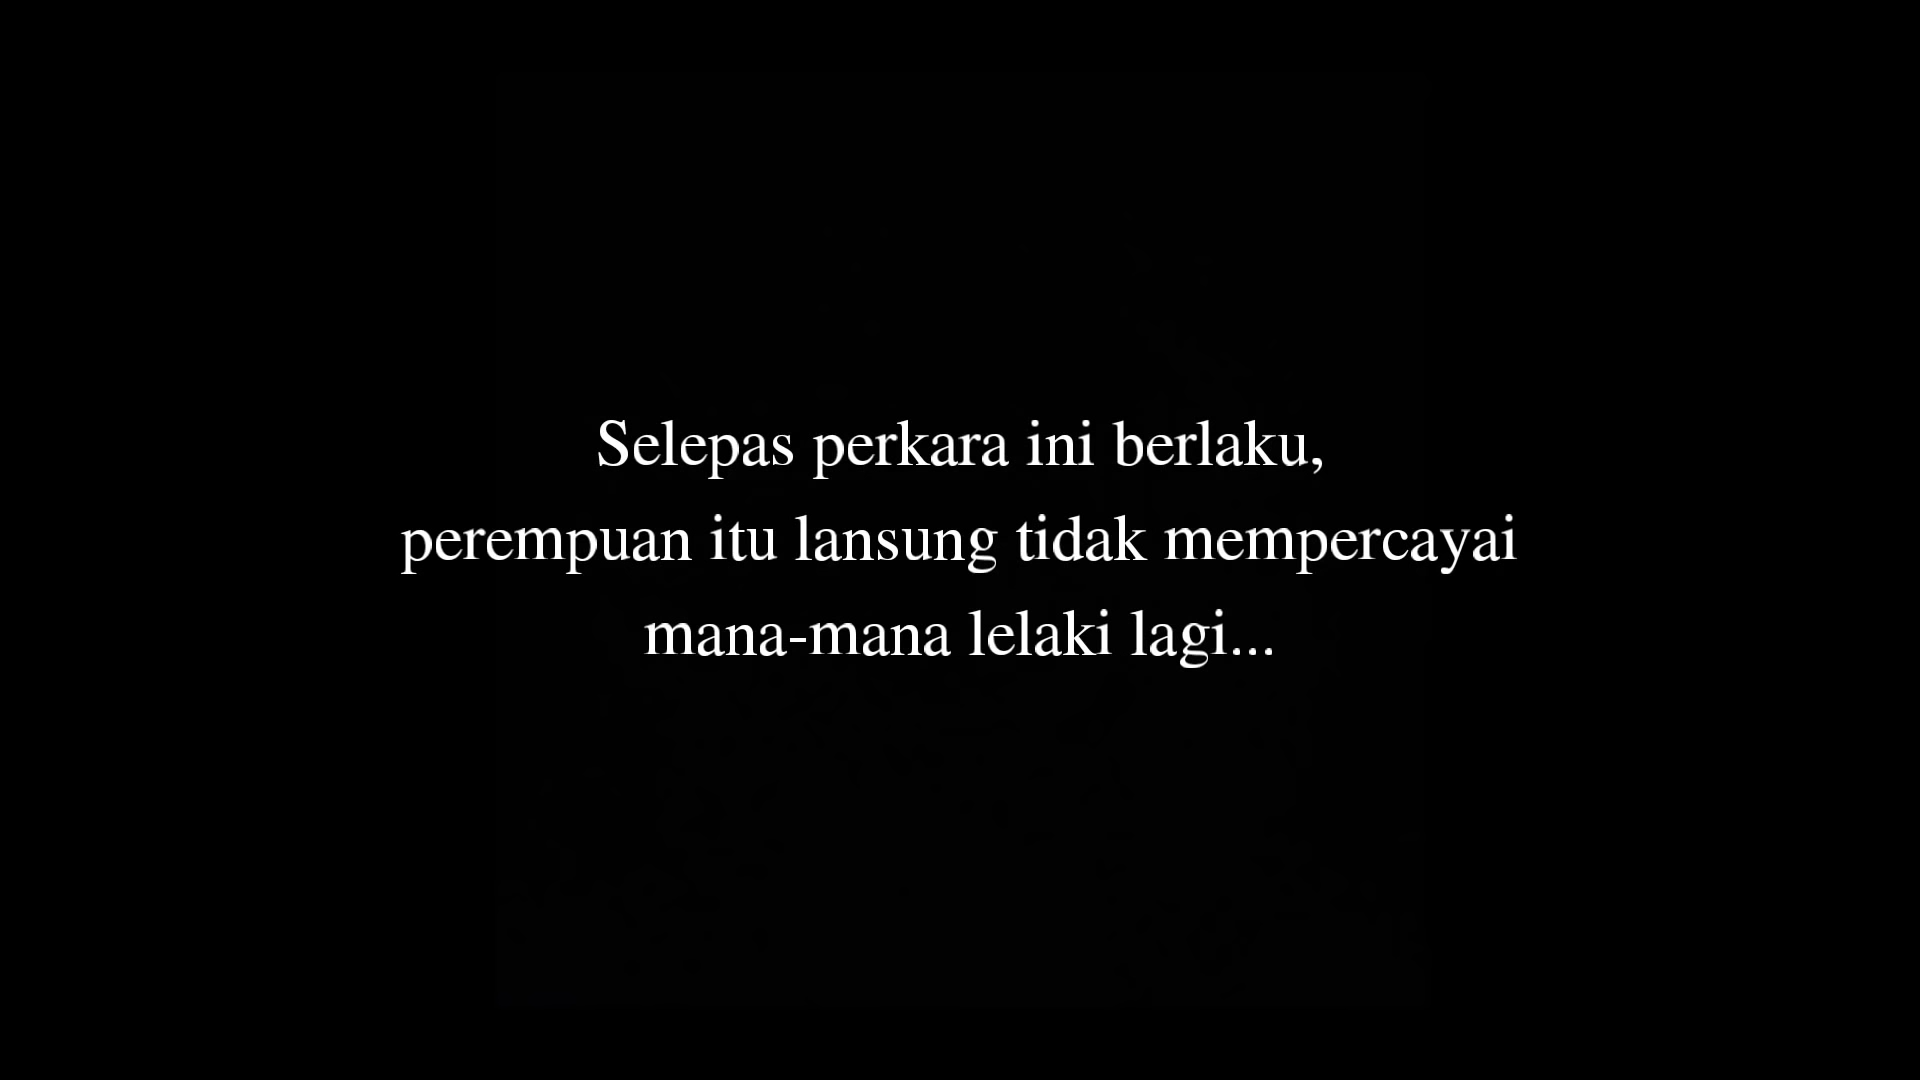 Selepas perkara ini berlaku,
perempuan itu lansung tidak mempercayai
mana-mana lelaki lagi...